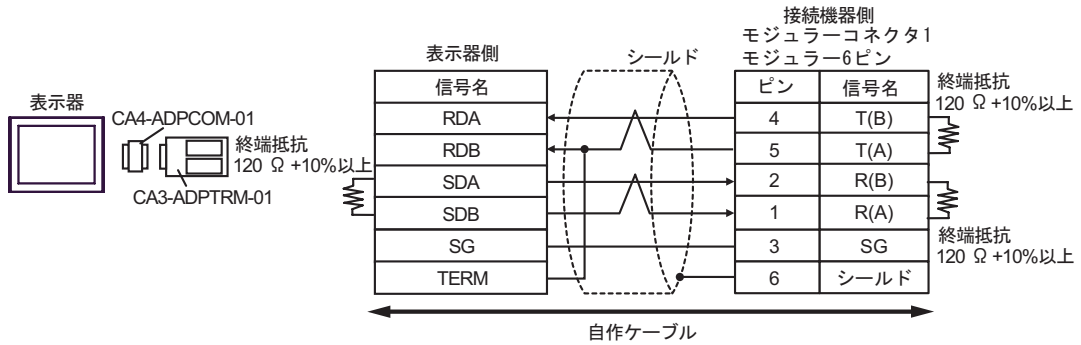 表示器
CA4-ADPCOM-01
CA3-ADPTRM-01
終端抵抗
120 Ω +10%以上
表示器側
信号名
RDA
RDB
SDA
SDB
SG
TERM
シールド
接続機器側
モジュラーコネクタ1
モジュラー6ピン
ピン 信号名
4 T(B)
5 T(A)
2 R(B)
1 R(A)
3 SG
6 シールド
終端抵抗
120 Ω +10%以上
終端抵抗
120 Ω +10%以上
自作ケーブル